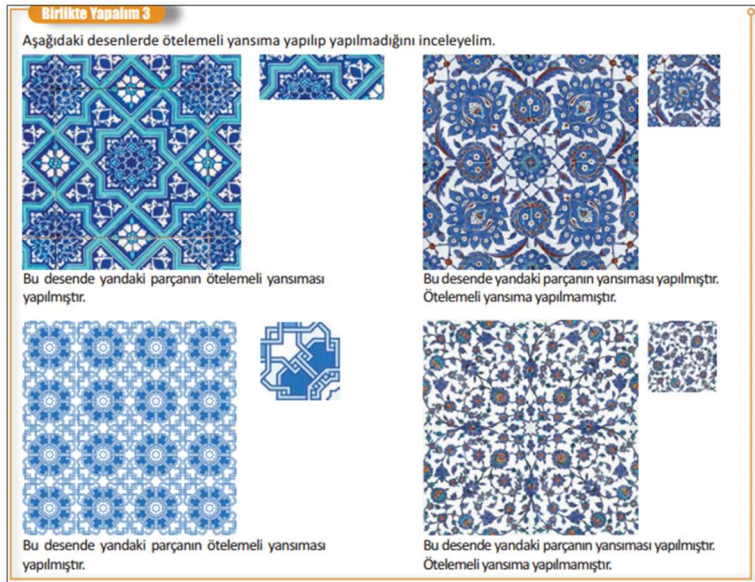 Birlikte Yapalım 3
Aşağıdaki desenlerde ötelemeli yansıma yapılıp yapılmadığını inceleyelim.
Bu desende yandaki parçanın ötelemeli yansıması
yapılmıştır.
Bu desende yandaki parçanın yansıması yapılmıştır.
Ötelemeli yansıma yapılmamıştır.
Bu desende yandaki parçanın ötelemeli yansıması
yapılmıştır.
Bu desende yandaki parçanın yansıması yapılmıştır.
Ötelemeli yansıma yapılmamıştır.